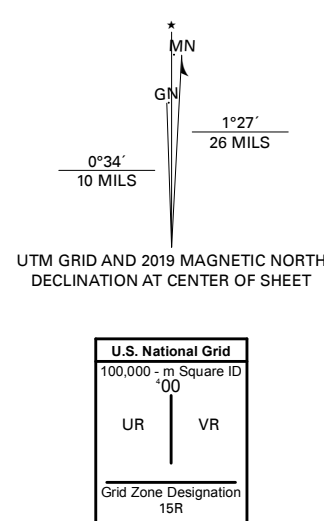 ★
MN
GN
1°27´
26 MILS
0°34´
10 MILS
UTM GRID AND 2019 MAGNETIC NORTH
DECLINATION AT CENTER OF SHEET
U.S. National Grid
100,000 - m Square ID
⁴00
UR VR
Grid Zone Designation
15R